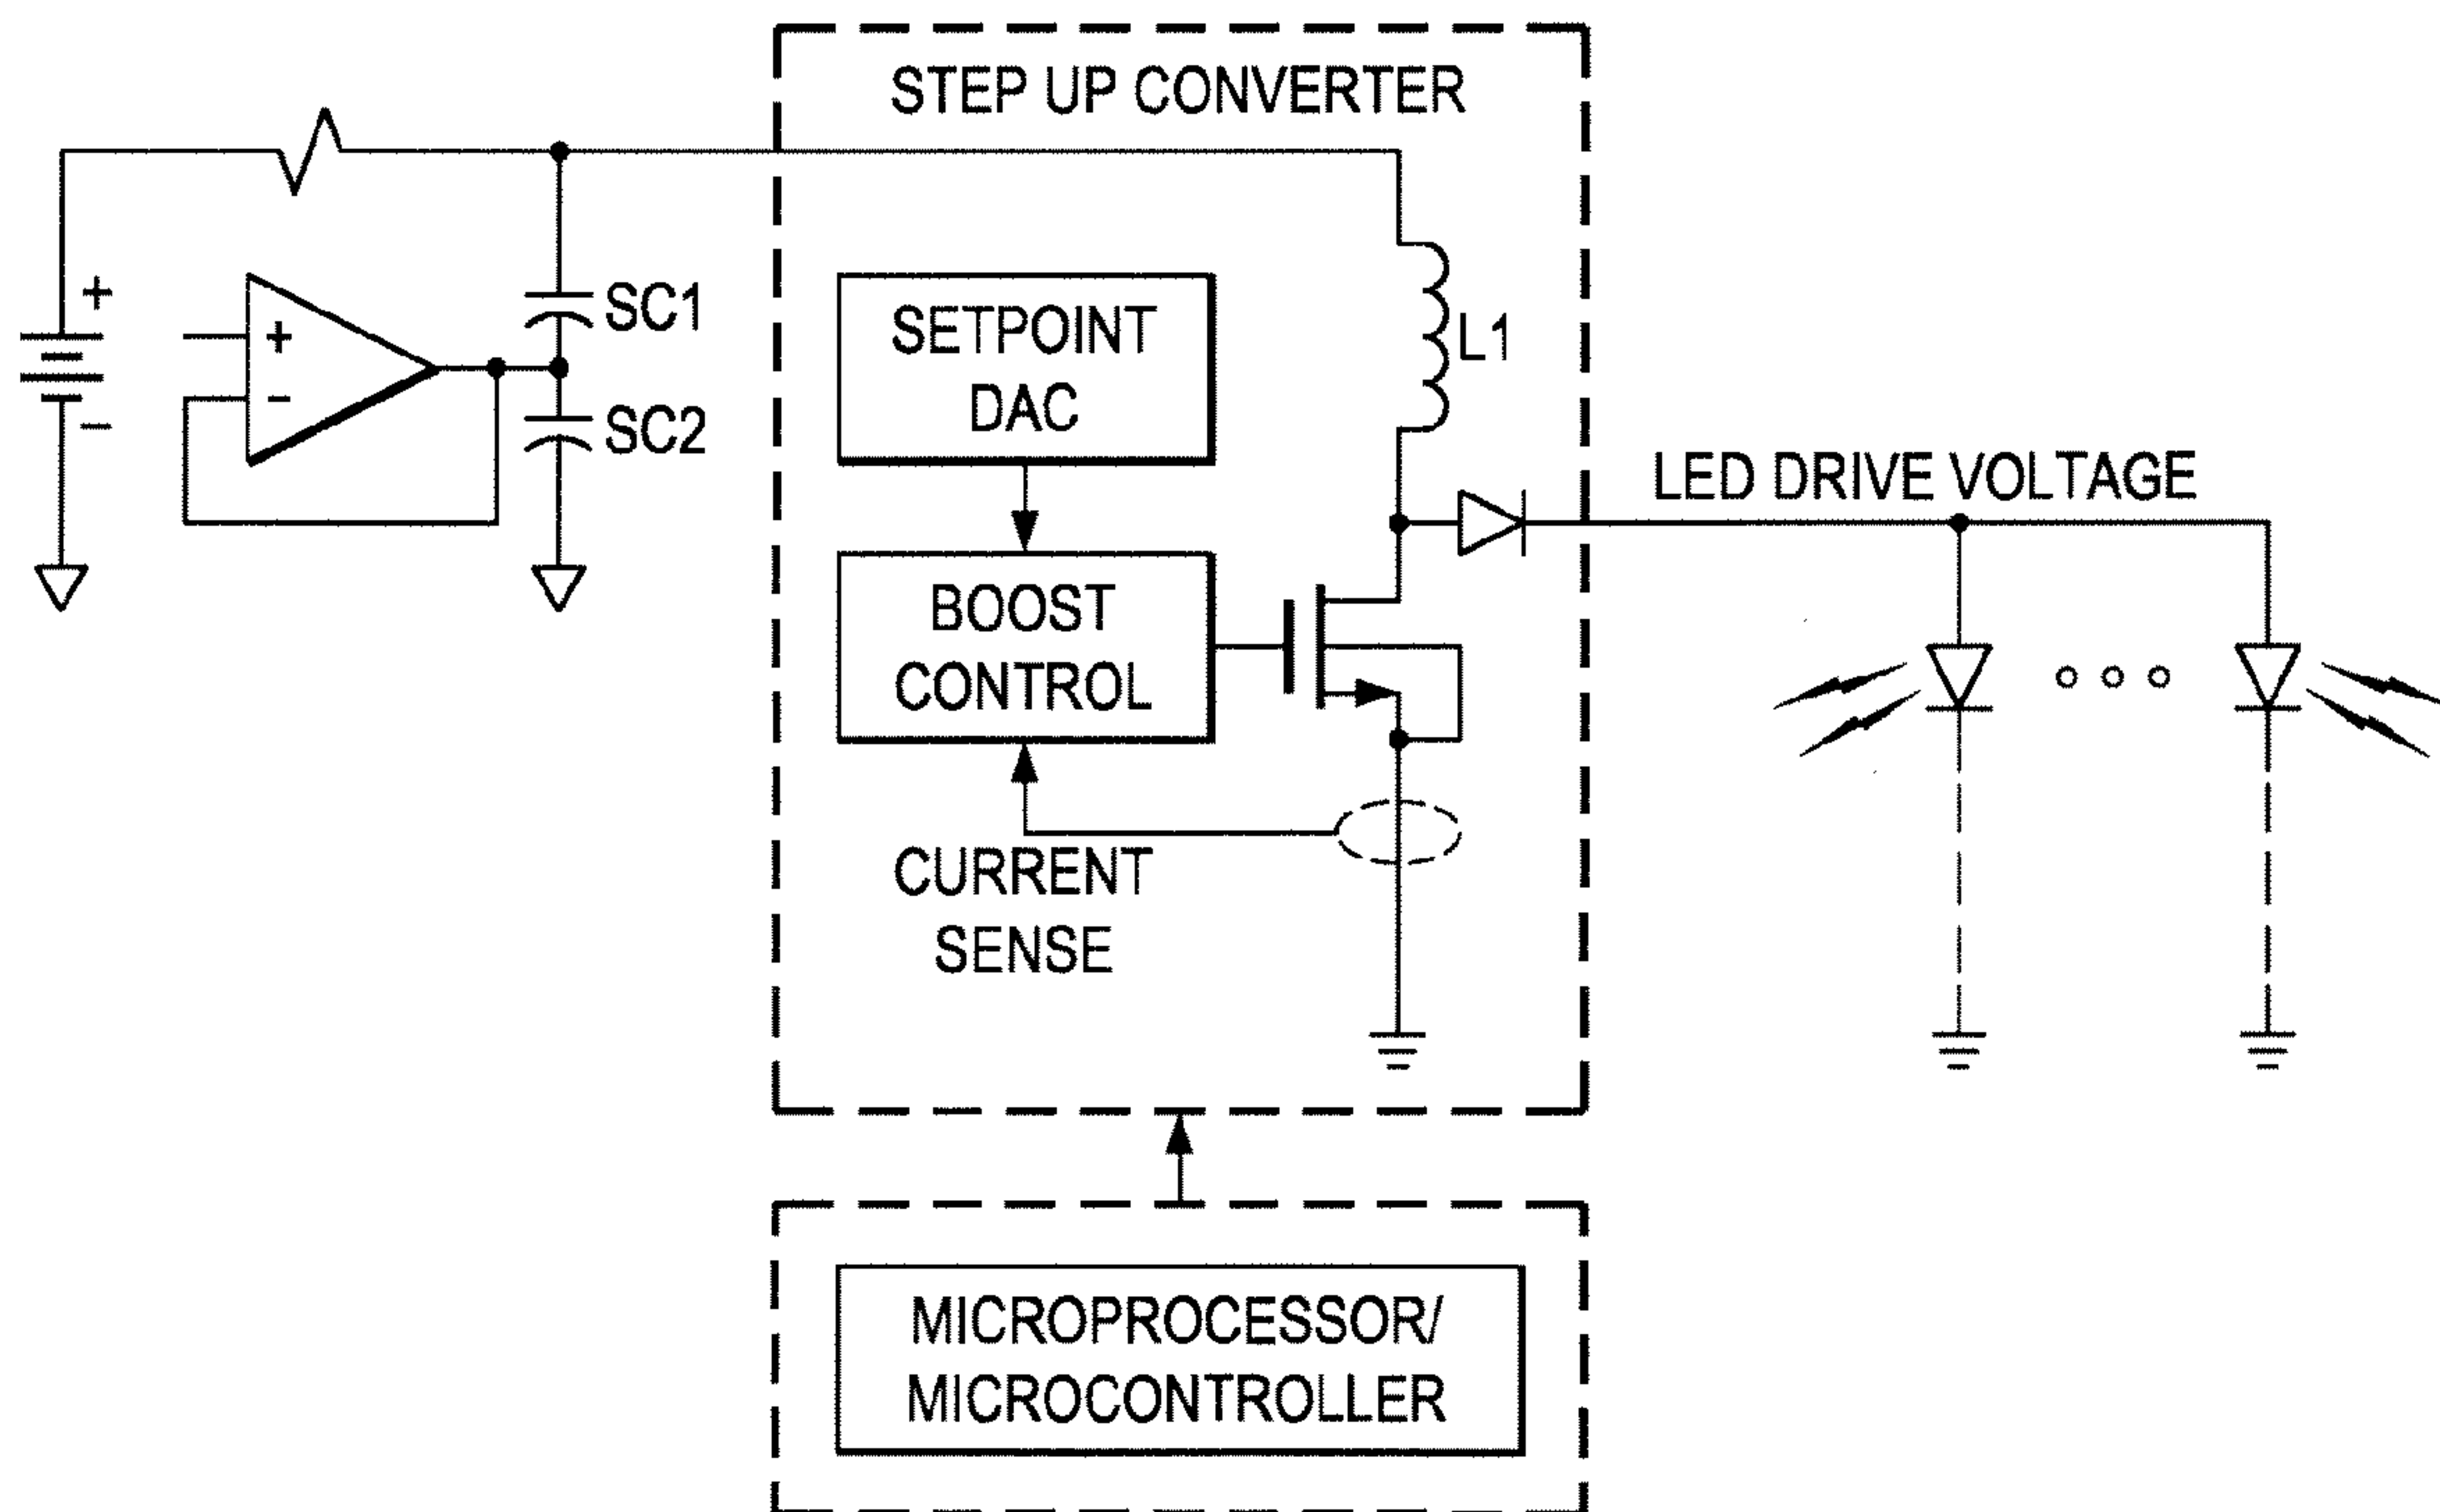 STEP UP CONVERTER
+
−
+
−
SC1
SC2
SETPOINT
DAC
L1
LED DRIVE VOLTAGE
BOOST
CONTROL
CURRENT
SENSE
MICROPROCESSOR/
MICROCONTROLLER